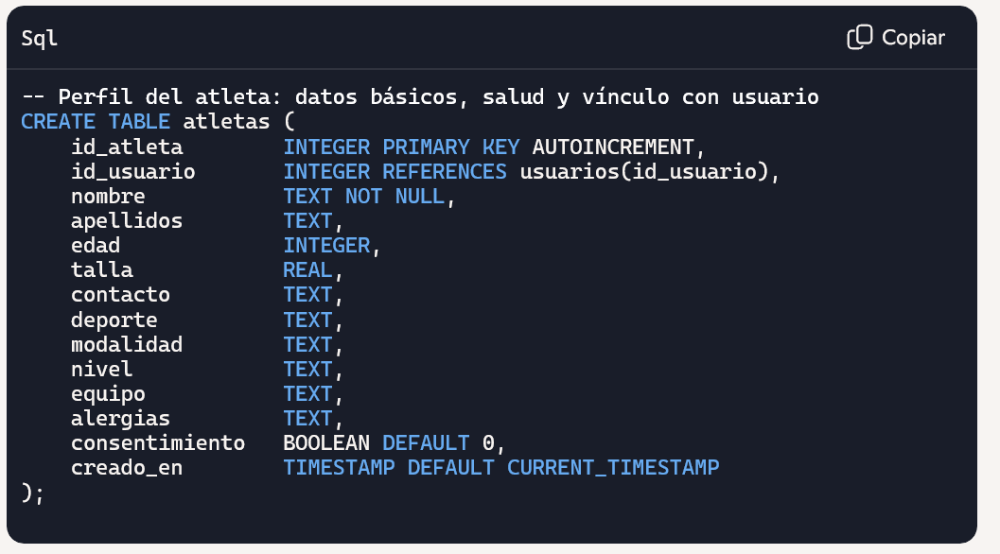 Sql
Copiar
-- Perfil del atleta: datos básicos, salud y vínculo con usuario
CREATE TABLE atletas (
    id_atleta        INTEGER PRIMARY KEY AUTOINCREMENT,
    id_usuario       INTEGER REFERENCES usuarios(id_usuario),
    nombre           TEXT NOT NULL,
    apellidos        TEXT,
    edad             INTEGER,
    talla            REAL,
    contacto         TEXT,
    deporte          TEXT,
    modalidad        TEXT,
    nivel            TEXT,
    equipo           TEXT,
    alergias         TEXT,
    consentimiento   BOOLEAN DEFAULT 0,
    creado_en        TIMESTAMP DEFAULT CURRENT_TIMESTAMP
);